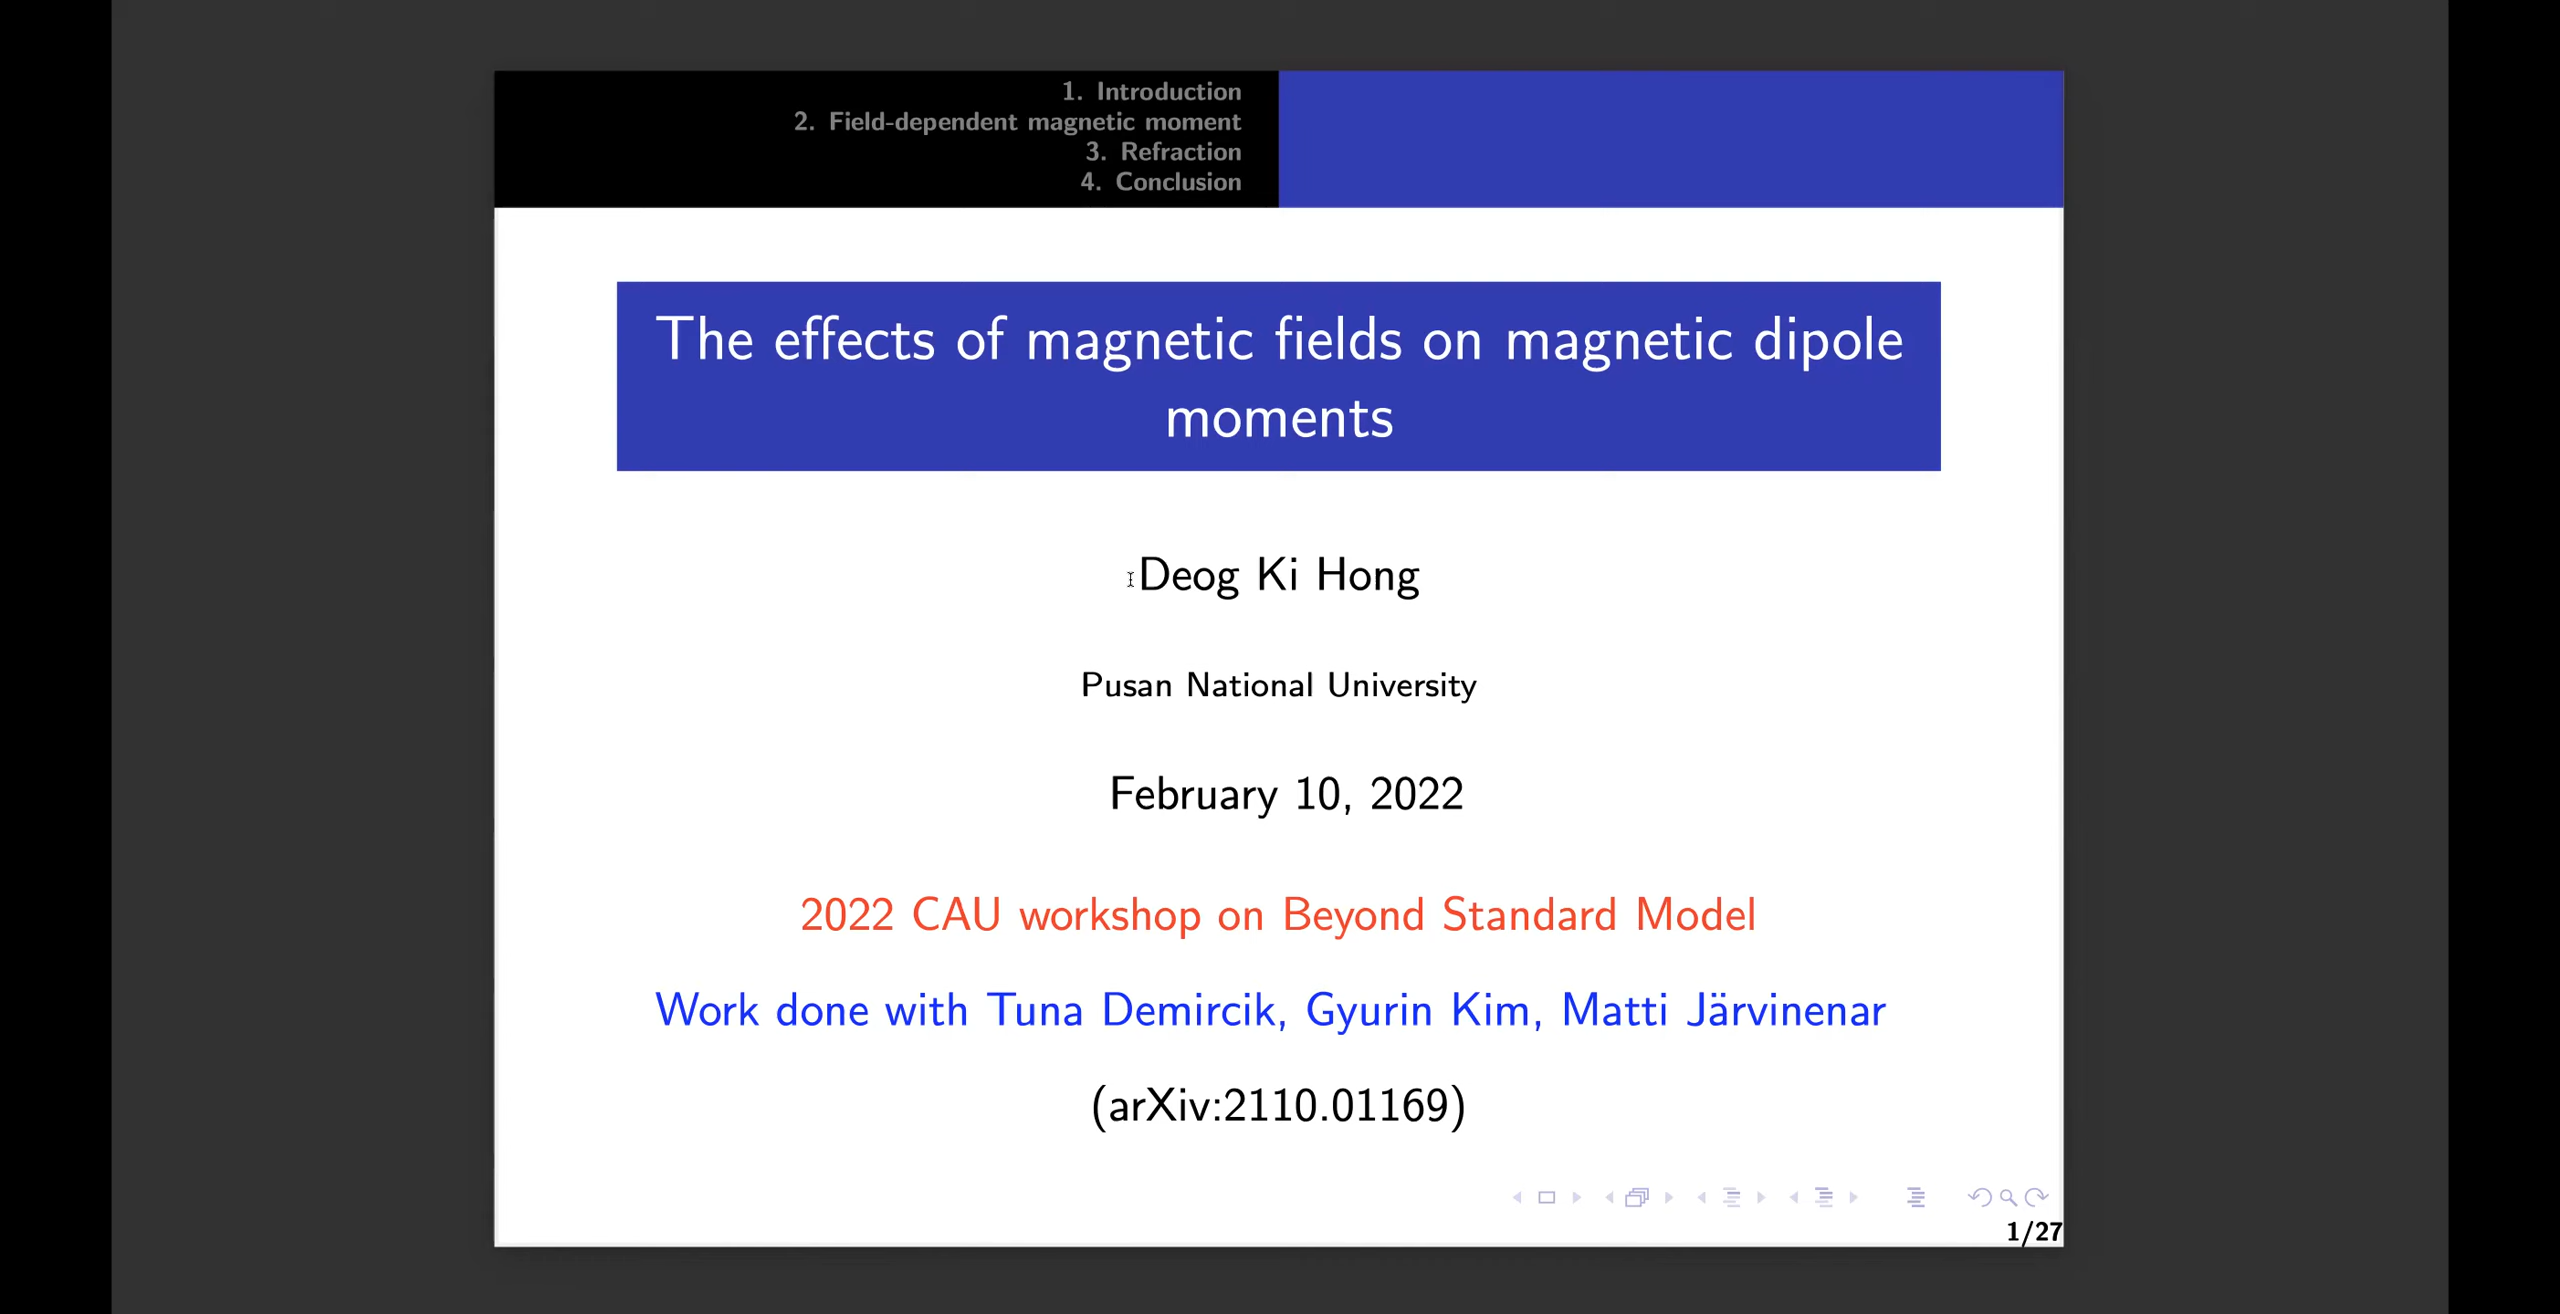 1. Introduction
2. Field-dependent magnetic moment
3. Refraction
4. Conclusion
The effects of magnetic fields on magnetic dipole
moments
Deog Ki Hong
Pusan National University
February 10, 2022
2022 CAU workshop on Beyond Standard Model
Work done with Tuna Demircik, Gyurin Kim, Matti Järvinenar
(arXiv:2110.01169)
1/27